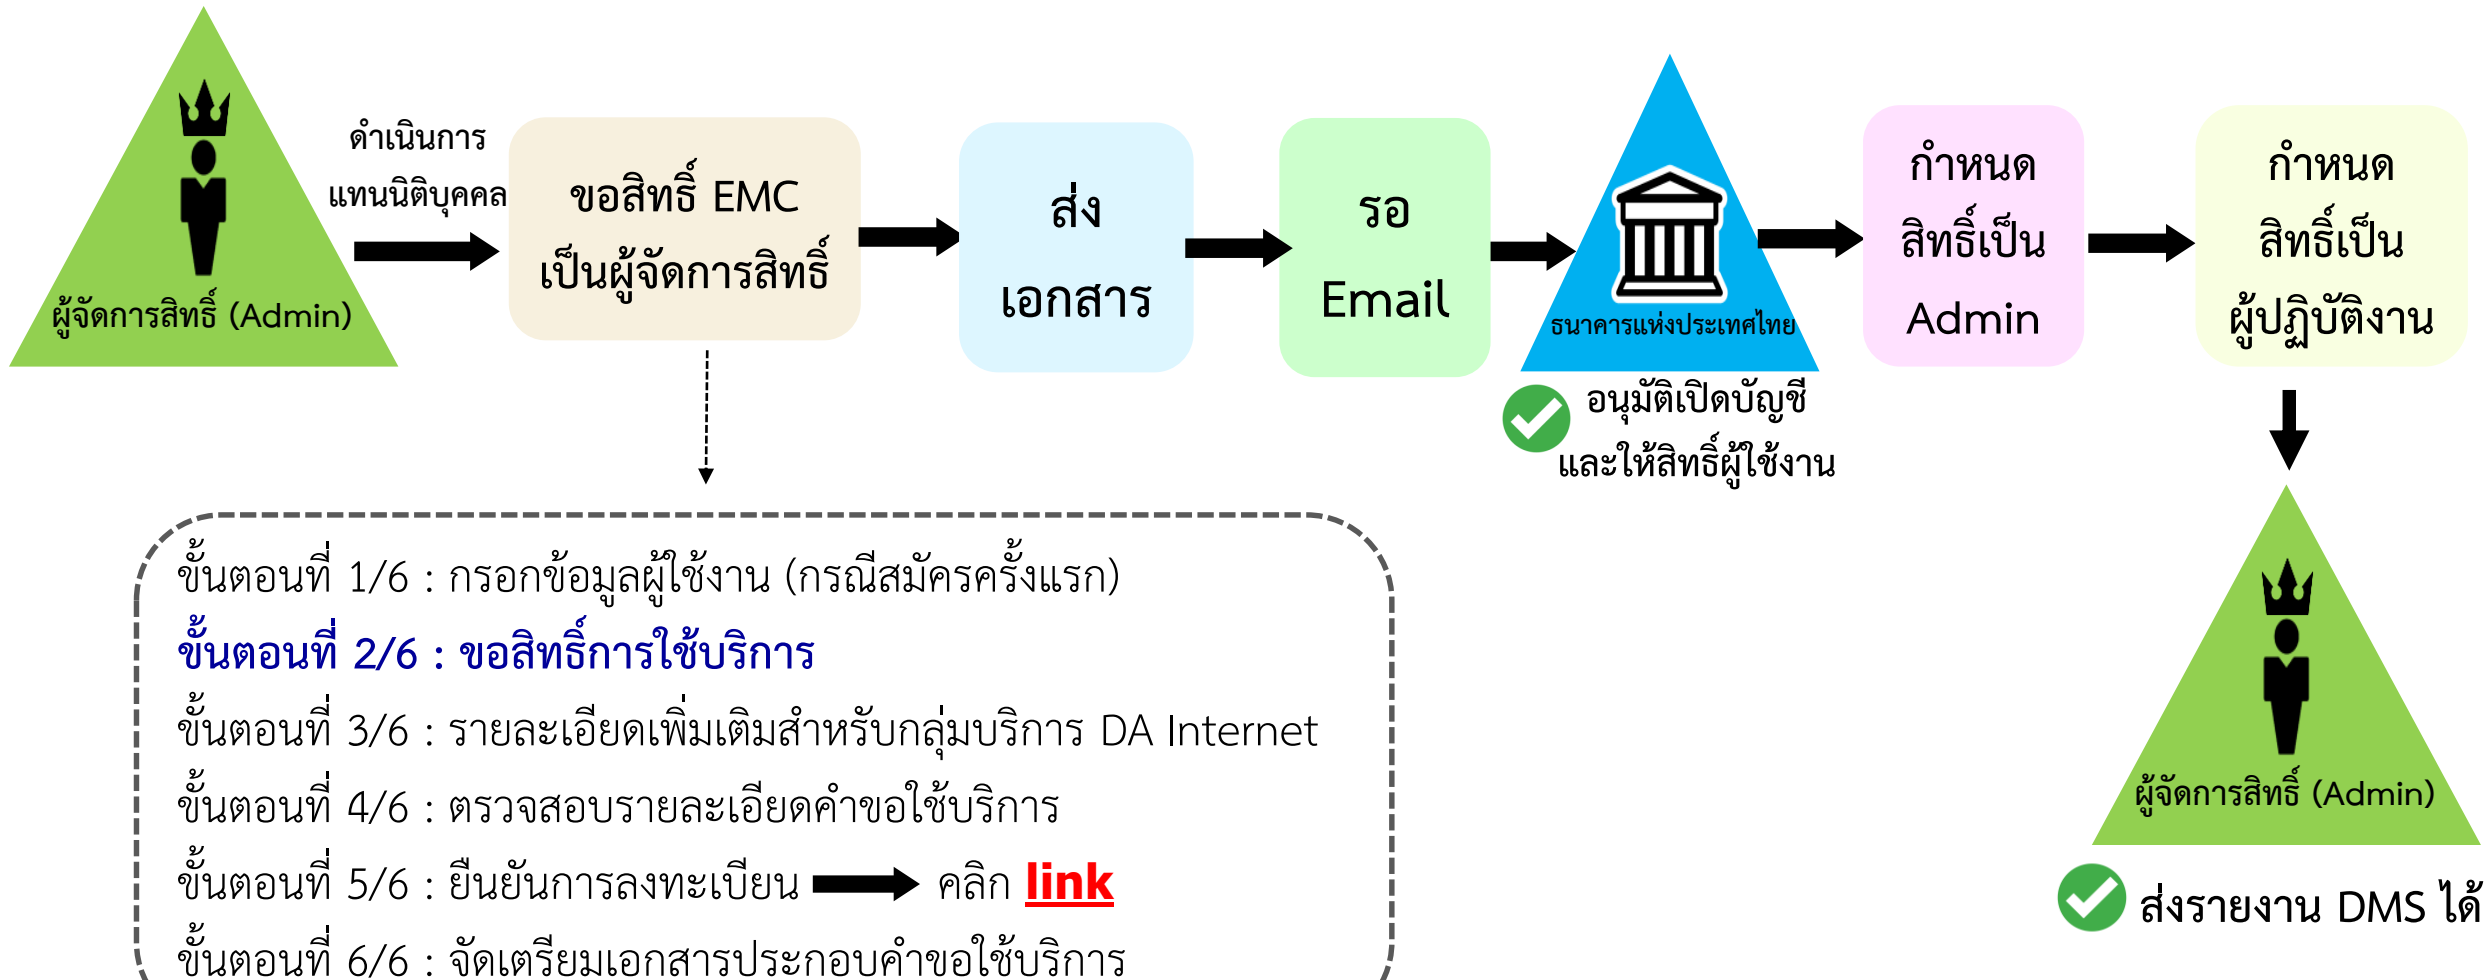 ผู้จัดการสิทธิ์ (Admin)
ดำเนินการ
แทนนิติบุคคล
ขอสิทธิ์ EMC
เป็นผู้จัดการสิทธิ์
ส่ง
เอกสาร
รอ
Email
ธนาคารแห่งประเทศไทย
อนุมัติเปิดบัญชี
และให้สิทธิ์ผู้ใช้งาน
กำหนด
สิทธิ์เป็น
Admin
กำหนด
สิทธิ์เป็น
ผู้ปฏิบัติงาน
ผู้จัดการสิทธิ์ (Admin)
ส่งรายงาน DMS ได้
ขั้นตอนที่ 1/6 : กรอกข้อมูลผู้ใช้งาน (กรณีสมัครครั้งแรก)
ขั้นตอนที่ 2/6 : ขอสิทธิ์การใช้บริการ
ขั้นตอนที่ 3/6 : รายละเอียดเพิ่มเติมสำหรับกลุ่มบริการ DA Internet
ขั้นตอนที่ 4/6 : ตรวจสอบรายละเอียดคำขอใช้บริการ
ขั้นตอนที่ 5/6 : ยืนยันการลงทะเบียน คลิก link
ขั้นตอนที่ 6/6 : จัดเตรียมเอกสารประกอบคำขอใช้บริการ